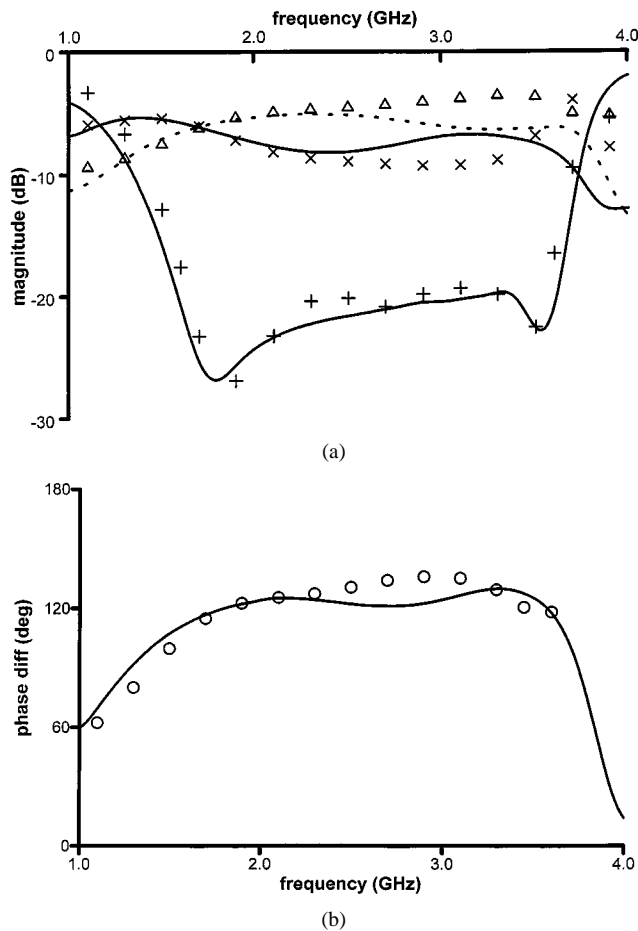 frequency (GHz)
1.0 2.0 3.0 4.0
0
-10
-20
-30
magnitude (dB)
(a)
180
120
60
0
phase diff (deg)
1.0 2.0 3.0 4.0
frequency (GHz)
(b)